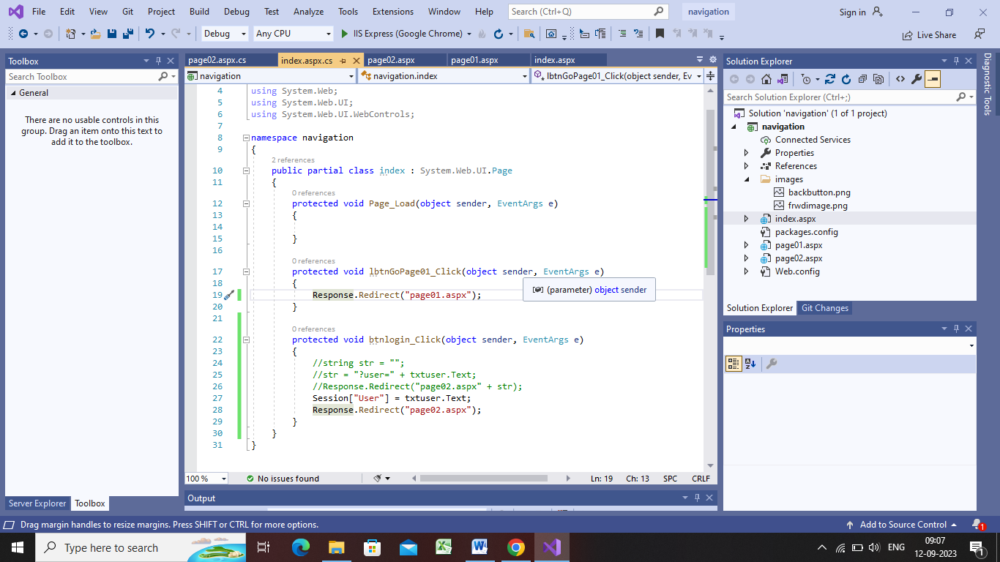 File Edit View Git Project Build Debug Test Analyze Tools Extensions Window Help Search (Ctrl+Q) navigation Sign in
Debug Any CPU IIS Express (Google Chrome) Live Share
Toolbox
Search Toolbox
General
There are no usable controls in this
group. Drag an item onto this text to
add it to the toolbox.
Server Explorer Toolbox
page02.aspx.cs index.aspx.cs page02.aspx page01.aspx index.aspx
navigation navigation.index lbtnGoPage01_Click(object sender, Ev
4 using System.Web;
5 using System.Web.UI;
6 using System.Web.UI.WebControls;
7
8 namespace navigation
9 {
2 references
10 public partial class index : System.Web.UI.Page
11 {
0 references
12 protected void Page_Load(object sender, EventArgs e)
13 {
14
15 }
16
0 references
17 protected void lbtnGoPage01_Click(object sender, EventArgs e)
18 {
(parameter) object sender
19 Response.Redirect("page01.aspx");
20 }
21
0 references
22 protected void btnlogin_Click(object sender, EventArgs e)
23 {
24 //string str = "";
25 //str = "?user=" + txtuser.Text;
26 //Response.Redirect("page02.aspx" + str);
27 Session["User"] = txtuser.Text;
28 Response.Redirect("page02.aspx");
29 }
30 }
31 }
100 % No issues found Ln: 19 Ch: 13 SPC CRLF
Output
Solution Explorer
Search Solution Explorer (Ctrl+;)
Solution 'navigation' (1 of 1 project)
navigation
Connected Services
Properties
References
images
backbutton.png
frwdimage.png
index.aspx
packages.config
page01.aspx
page02.aspx
Web.config
Solution Explorer Git Changes
Properties
Diagnostic Tools
Drag margin handles to resize margins. Press SHIFT or CTRL for more options. Add to Source Control 1
Type here to search ENG 09:07
12-09-2023 1